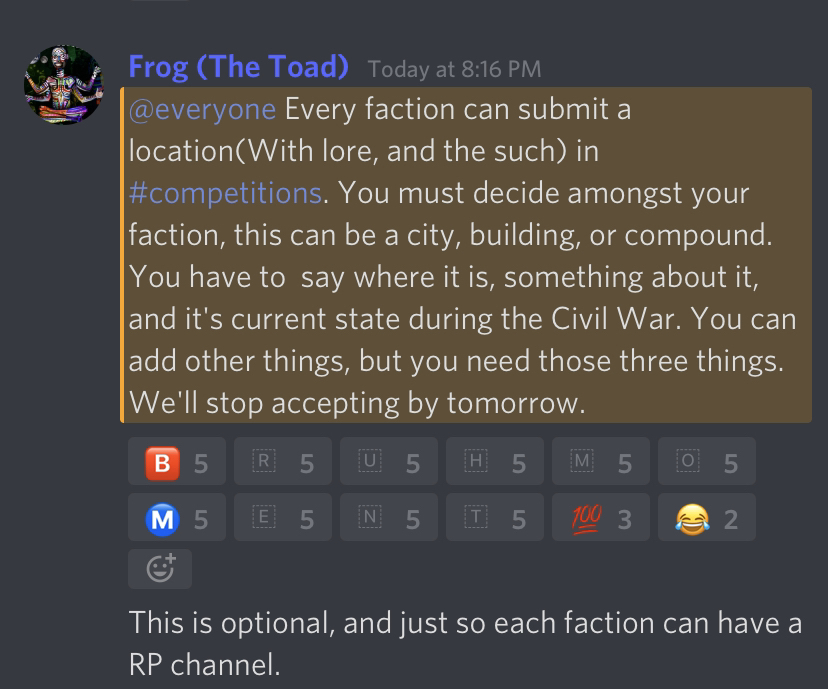 Frog (The Toad) Today at 8:16 PM
@everyone Every faction can submit a
location(With lore, and the such) in
#competitions. You must decide amongst your
faction, this can be a city, building, or compound.
You have to  say where it is, something about it,
and it's current state during the Civil War. You can
add other things, but you need those three things.
We'll stop accepting by tomorrow.
B 5 R 5 U 5 H 5 M 5 O 5
M 5 E 5 N 5 T 5 100 3 2
This is optional, and just so each faction can have a
RP channel.